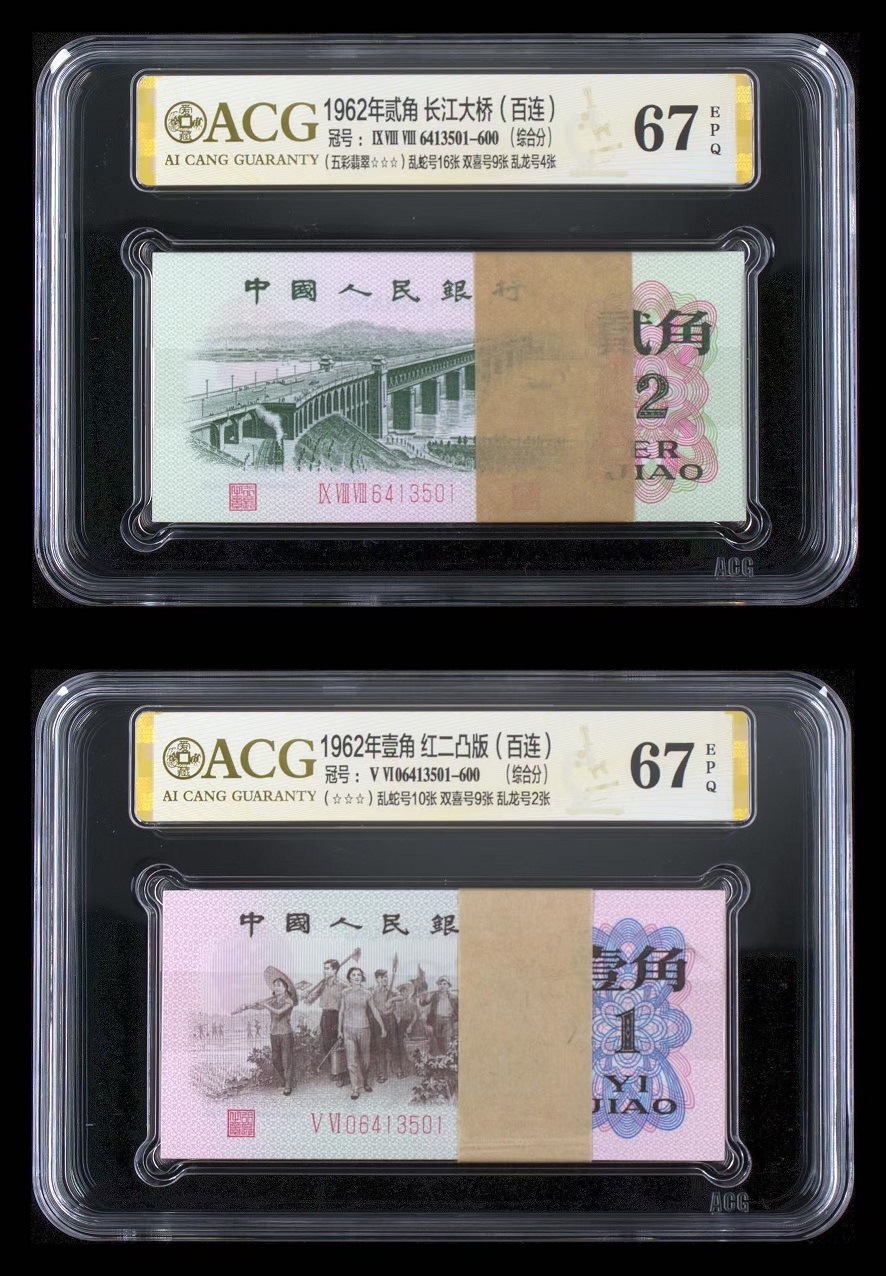 ACG
AI CANG GUARANTY
1962年贰角 长江大桥（百连）
冠号：Ⅸ Ⅷ Ⅷ 6413501-600 （综合分）
（五彩翡翠☆☆☆）乱蛇号16张 双喜号9张 乱龙号4张
67
EPQ
中國人民銀行
貳角
2
ER
JIAO
Ⅸ Ⅷ Ⅷ 6413501
ACG
ACG
AI CANG GUARANTY
1962年壹角 红二凸版（百连）
冠号：Ⅴ Ⅵ 06413501-600 （综合分）
（☆☆☆）乱蛇号10张 双喜号9张 乱龙号2张
67
EPQ
中國人民銀
壹角
1
YI
JIAO
Ⅴ Ⅵ 06413501
ACG